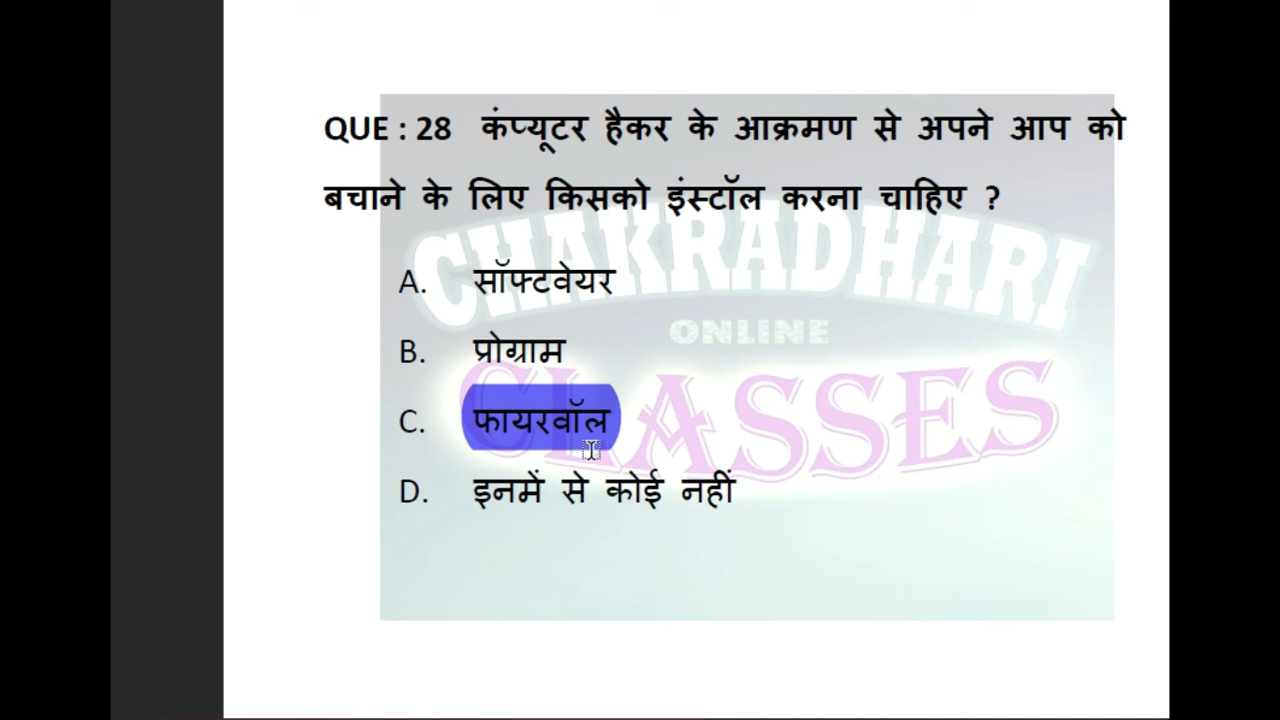 QUE : 28 कंप्यूटर हैकर के आक्रमण से अपने आप को
बचाने के लिए किसको इंस्टॉल करना चाहिए ?
CHAKRADHARI
ONLINE
CLASSES
A. सॉफ्टवेयर
B. प्रोग्राम
C. फायरवॉल
D. इनमें से कोई नहीं